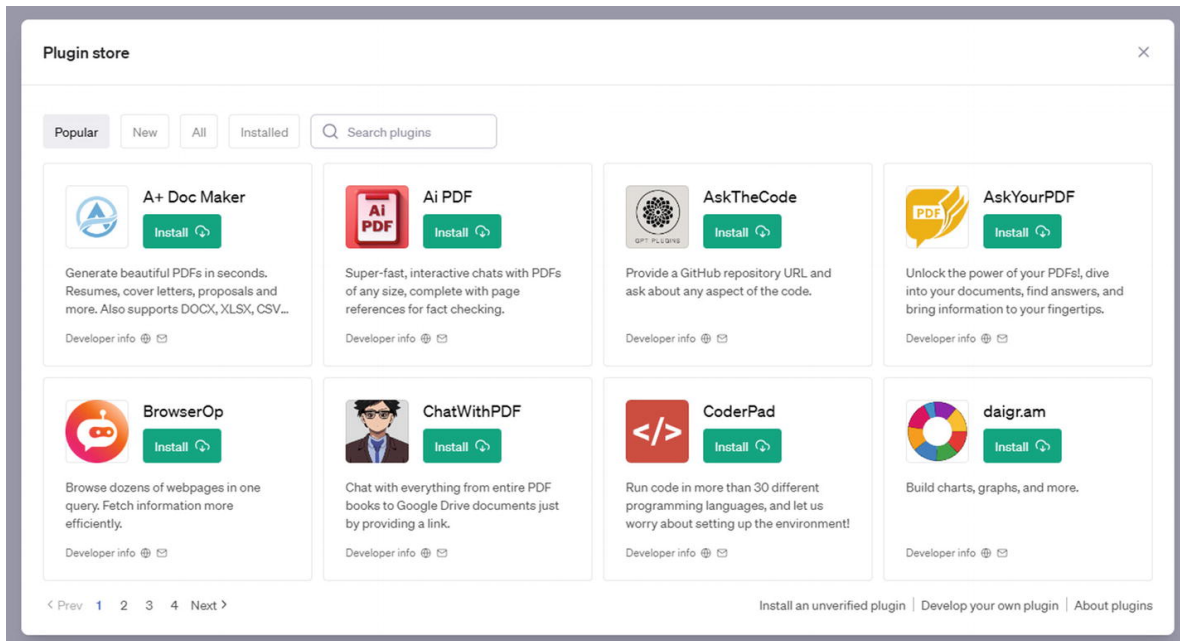 Plugin store
Popular New All Installed Search plugins
A+ Doc Maker
Install
Generate beautiful PDFs in seconds.
Resumes, cover letters, proposals and
more. Also supports DOCX, XLSX, CSV...
Developer info
Ai
PDF
Ai PDF
Install
Super-fast, interactive chats with PDFs
of any size, complete with page
references for fact checking.
Developer info
GPT PLUGINS
AskTheCode
Install
Provide a GitHub repository URL and
ask about any aspect of the code.
Developer info
PDF
AskYourPDF
Install
Unlock the power of your PDFs!, dive
into your documents, find answers, and
bring information to your fingertips.
Developer info
BrowserOp
Install
Browse dozens of webpages in one
query. Fetch information more
efficiently.
Developer info
ChatWithPDF
Install
Chat with everything from entire PDF
books to Google Drive documents just
by providing a link.
Developer info
</>
CoderPad
Install
Run code in more than 30 different
programming languages, and let us
worry about setting up the environment!
Developer info
daigr.am
Install
Build charts, graphs, and more.
Developer info
< Prev 1 2 3 4 Next >
Install an unverified plugin | Develop your own plugin | About plugins